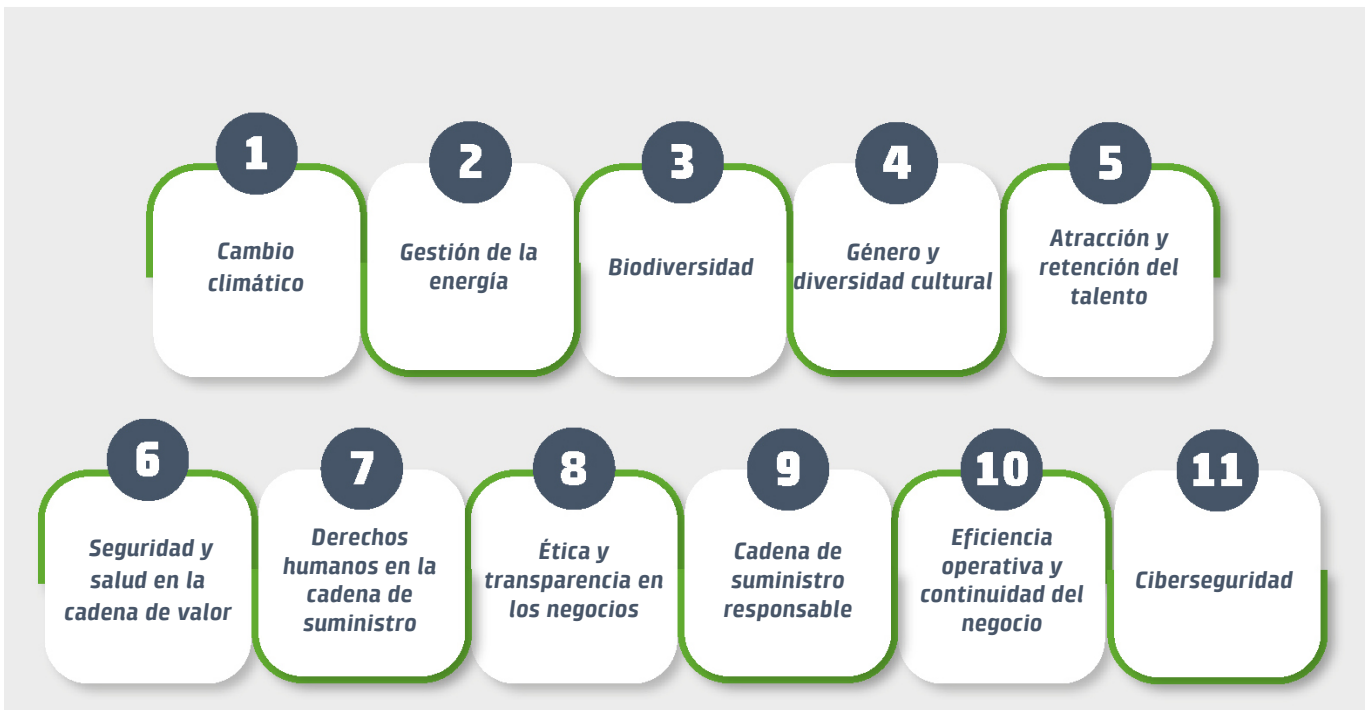 1
Cambio
climático
2
Gestión de la
energía
3
Biodiversidad
4
Género y
diversidad cultural
5
Atracción y
retención del
talento
6
Seguridad y
salud en la
cadena de valor
7
Derechos
humanos en la
cadena de
suministro
8
Ética y
transparencia en
los negocios
9
Cadena de
suministro
responsable
10
Eficiencia
operativa y
continuidad del
negocio
11
Ciberseguridad